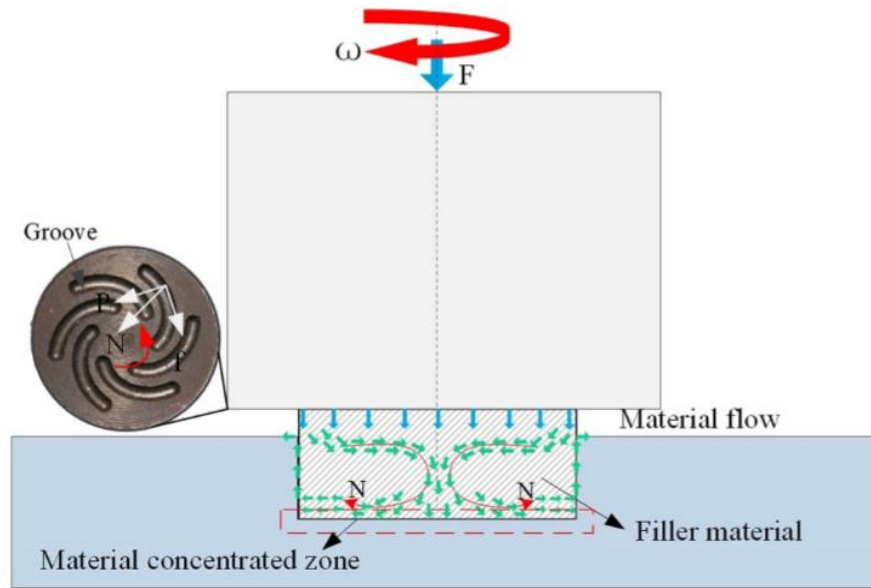 ω
F
Groove
P
N
f
Material flow
N
N
Filler material
Material concentrated zone